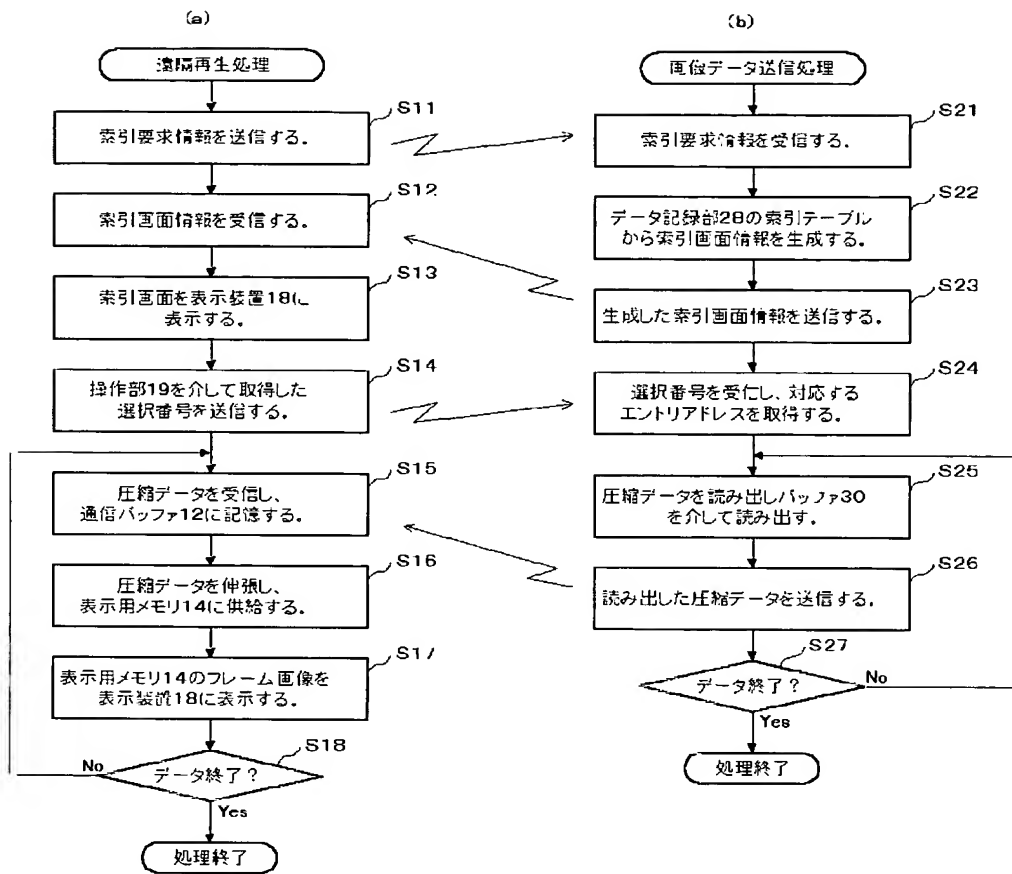 (a)
遠隔再生処理
S11
索引要求情報を送信する。
S12
索引画面情報を受信する。
S13
索引画面を表示装置18に
表示する。
S14
操作部19を介して取得した
選択番号を送信する。
S15
圧縮データを受信し、
通信バッファ12に記憶する。
S16
圧縮データを伸張し、
表示用メモリ14に供給する。
S17
表示用メモリ14のフレーム画像を
表示装置18に表示する。
S18
データ終了?
No
Yes
処理終了
(b)
画像データ送信処理
S21
索引要求情報を受信する。
S22
データ記録部28の索引テーブル
から索引画面情報を生成する。
S23
生成した索引画面情報を送信する。
S24
選択番号を受信し、対応する
エントリアドレスを取得する。
S25
圧縮データを読み出しバッファ30
を介して読み出す。
S26
読み出した圧縮データを送信する。
S27
データ終了?
No
Yes
処理終了